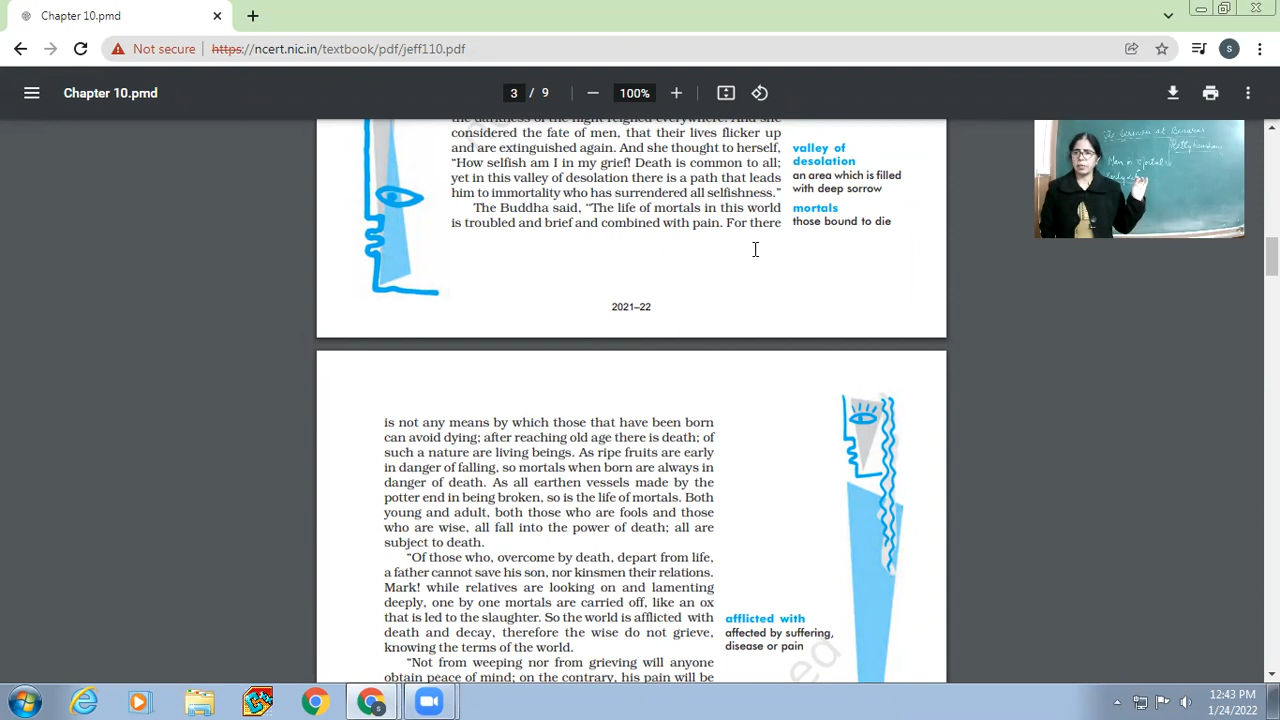 Chapter 10.pmd
Not secure
https://ncert.nic.in/textbook/pdf/jeff110.pdf
S
Chapter 10.pmd
3 / 9
100%
the darkness of the night reigned everywhere. And she
considered the fate of men, that their lives flicker up
and are extinguished again. And she thought to herself,
“How selfish am I in my grief! Death is common to all;
yet in this valley of desolation there is a path that leads
him to immortality who has surrendered all selfishness.”
The Buddha said, “The life of mortals in this world
is troubled and brief and combined with pain. For there
valley of
desolation
an area which is filled
with deep sorrow
mortals
those bound to die
2021–22
The Sermon at Benaras
is not any means by which those that have been born
can avoid dying; after reaching old age there is death; of
such a nature are living beings. As ripe fruits are early
in danger of falling, so mortals when born are always in
danger of death. As all earthen vessels made by the
potter end in being broken, so is the life of mortals. Both
young and adult, both those who are fools and those
who are wise, all fall into the power of death; all are
subject to death.
“Of those who, overcome by death, depart from life,
a father cannot save his son, nor kinsmen their relations.
Mark! while relatives are looking on and lamenting
deeply, one by one mortals are carried off, like an ox
that is led to the slaughter. So the world is afflicted with
death and decay, therefore the wise do not grieve,
knowing the terms of the world.
“Not from weeping nor from grieving will anyone
obtain peace of mind; on the contrary, his pain will be
afflicted with
affected by suffering,
disease or pain
12:43 PM
1/24/2022